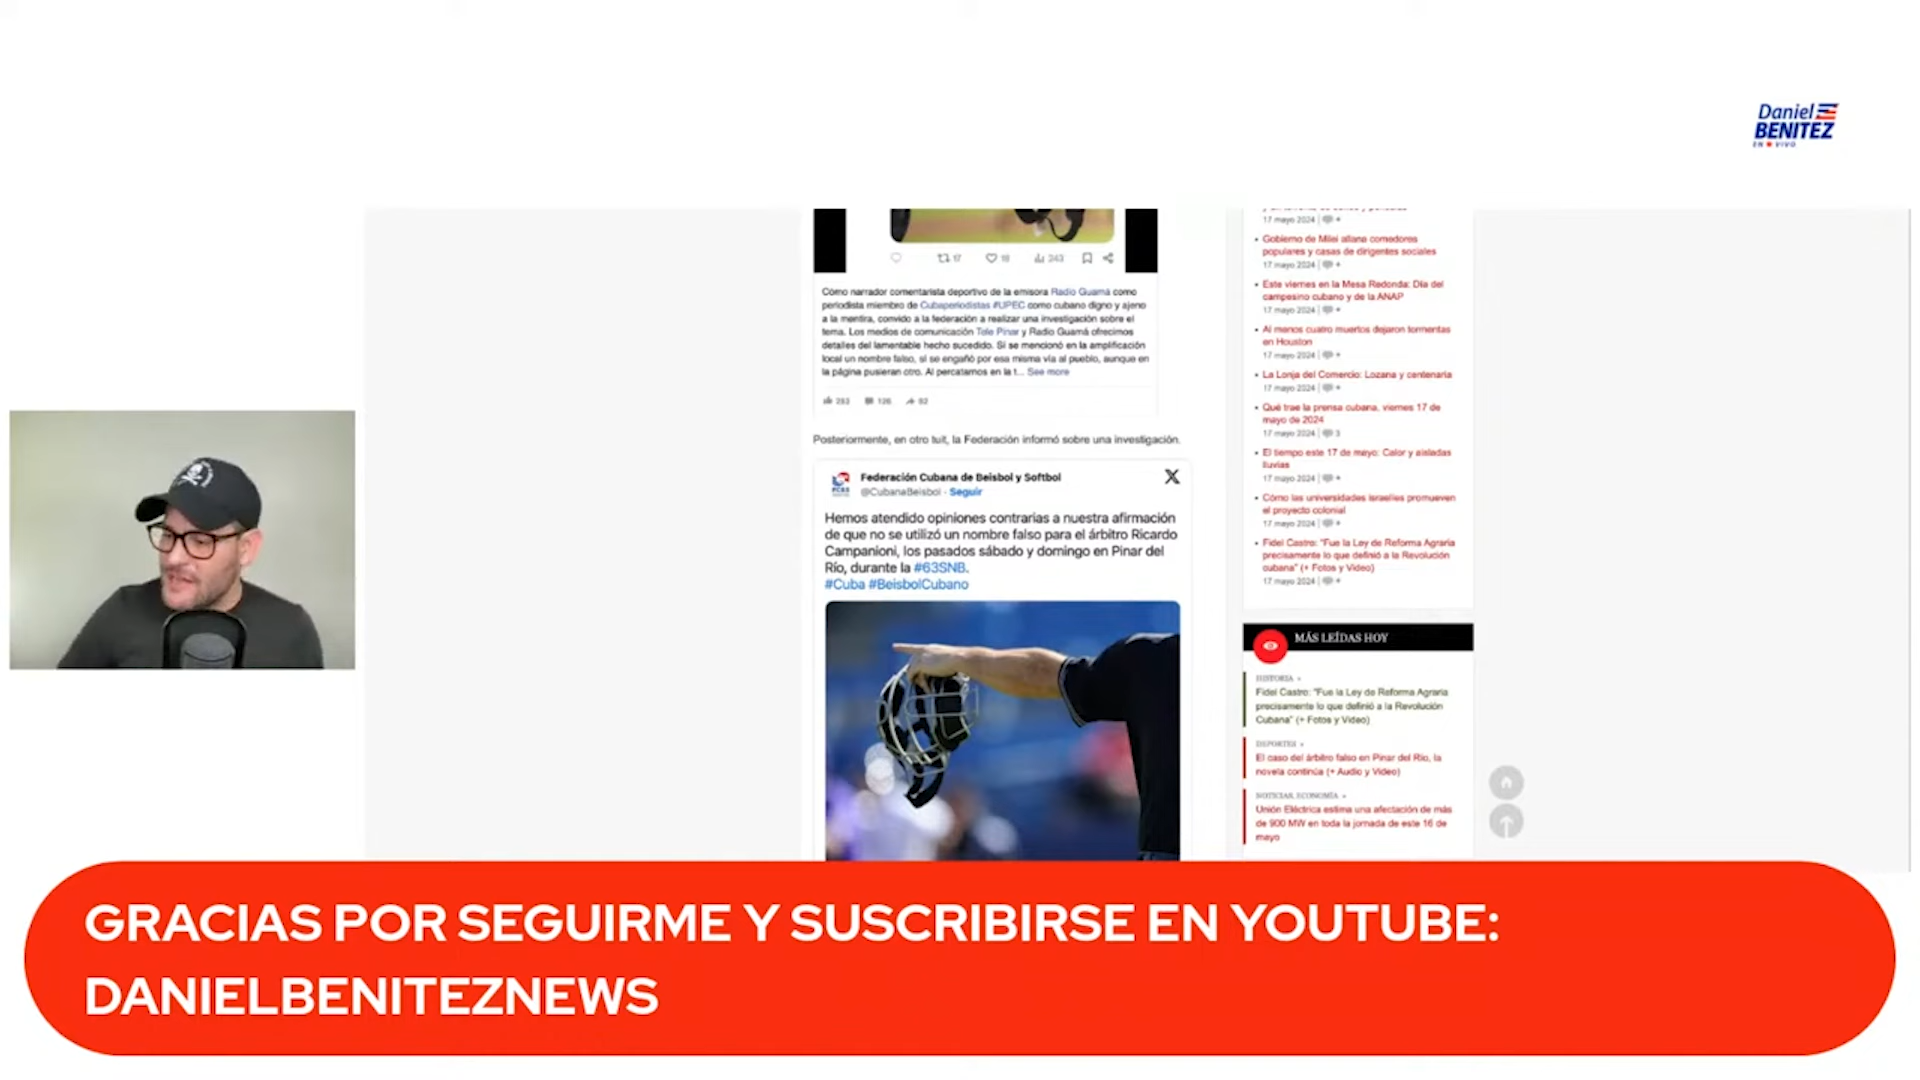 Daniel
BENITEZ
EN VIVO
17 243
Cómo narrador comentarista deportivo de la emisora Radio Guamá como
periodista miembro de Cubaperiodistas #UPEC como cubano digno y ajeno
a la mentira, convido a la federación a realizar una investigación sobre el
tema. Los medios de comunicación Tele Pinar y Radio Guamá ofrecimos
detalles del lamentable hecho sucedido. Sí se mencionó en la amplificación
local un nombre falso, sí se engañó por esa misma vía al pueblo, aunque en
la página pusieran otro. Al percatarnos en la t... See more
Posteriormente, en otro tuit, la Federación informó sobre una investigación.
Federación Cubana de Beisbol y Softbol
@CubanaBeisbol · Seguir
Hemos atendido opiniones contrarias a nuestra afirmación
de que no se utilizó un nombre falso para el árbitro Ricardo
Campanioni, los pasados sábado y domingo en Pinar del
Río, durante la #63SNB.
#Cuba #BeisbolCubano
17 mayo 2024 | +
Gobierno de Milei allana comedores
populares y casas de dirigentes sociales
17 mayo 2024 | +
Este viernes en la Mesa Redonda: Día del
campesino cubano y de la ANAP
17 mayo 2024 | +
Al menos cuatro muertos dejaron tormentas
en Houston
17 mayo 2024 | +
La Lonja del Comercio: Lozana y centenaria
17 mayo 2024 | +
Qué trae la prensa cubana, viernes 17 de
mayo de 2024
17 mayo 2024 | 3
El tiempo este 17 de mayo: Calor y aisladas
lluvias
17 mayo 2024 | +
Cómo las universidades israelíes promueven
el proyecto colonial
17 mayo 2024 | +
Fidel Castro: "Fue la Ley de Reforma Agraria
precisamente lo que definió a la Revolución
cubana" (+ Fotos y Video)
17 mayo 2024 | +
MÁS LEÍDAS HOY
HISTORIA »
Fidel Castro: "Fue la Ley de Reforma Agraria
precisamente lo que definió a la Revolución
Cubana" (+ Fotos y Video)
DEPORTES »
El caso del árbitro falso en Pinar del Río, la
novela continúa (+ Audio y Video)
NOTICIAS, ECONOMÍA »
Unión Eléctrica estima una afectación de más
de 900 MW en toda la jornada de este 16 de
mayo
GRACIAS POR SEGUIRME Y SUSCRIBIRSE EN YOUTUBE:
DANIELBENITEZNEWS